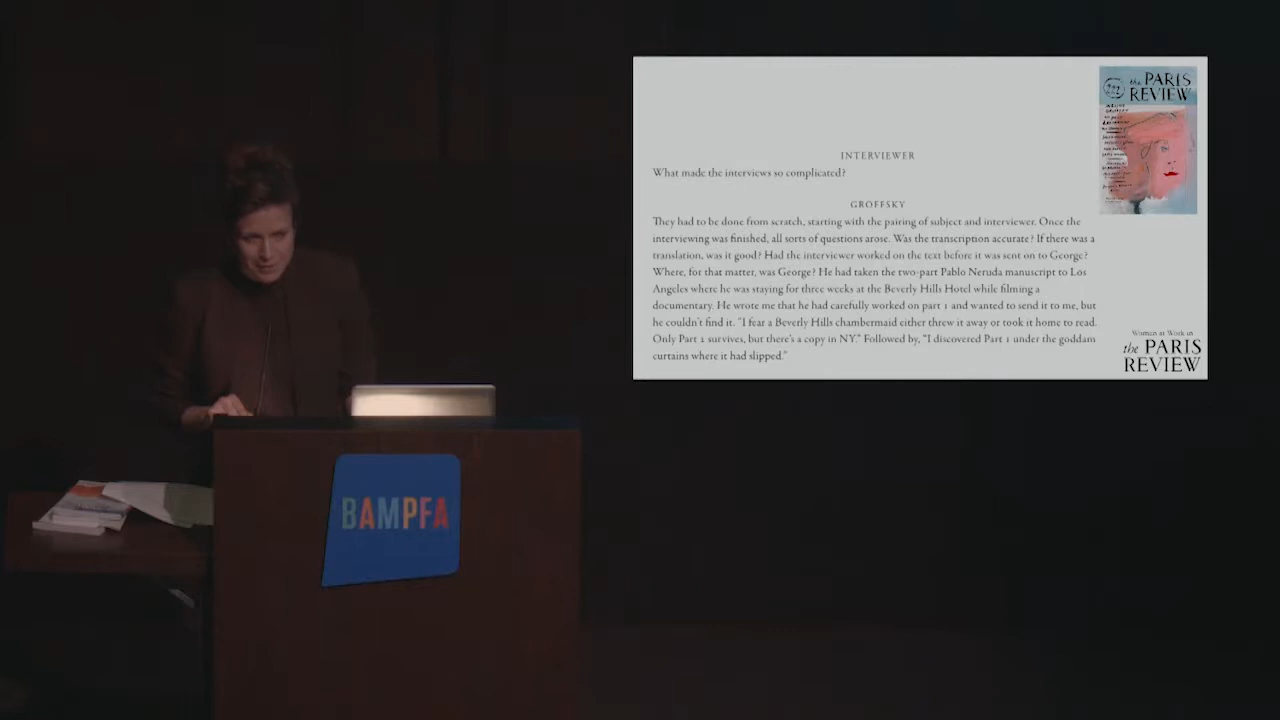 the PARIS
REVIEW
INTERVIEWER
What made the interviews so complicated?
GROFFSKY
They had to be done from scratch, starting with the pairing of subject and interviewer. Once the
interviewing was finished, all sorts of questions arose. Was the transcription accurate? If there was a
translation, was it good? Had the interviewer worked on the text before it was sent on to George?
Where, for that matter, was George? He had taken the two-part Pablo Neruda manuscript to Los
Angeles where he was staying for three weeks at the Beverly Hills Hotel while filming a
documentary. He wrote me that he had carefully worked on part 1 and wanted to send it to me, but
he couldn't find it. "I fear a Beverly Hills chambermaid either threw it away or took it home to read.
Only Part 2 survives, but there's a copy in NY." Followed by, "I discovered Part 1 under the goddam
curtains where it had slipped."
Women at Work in
the PARIS
REVIEW
BAMPFA